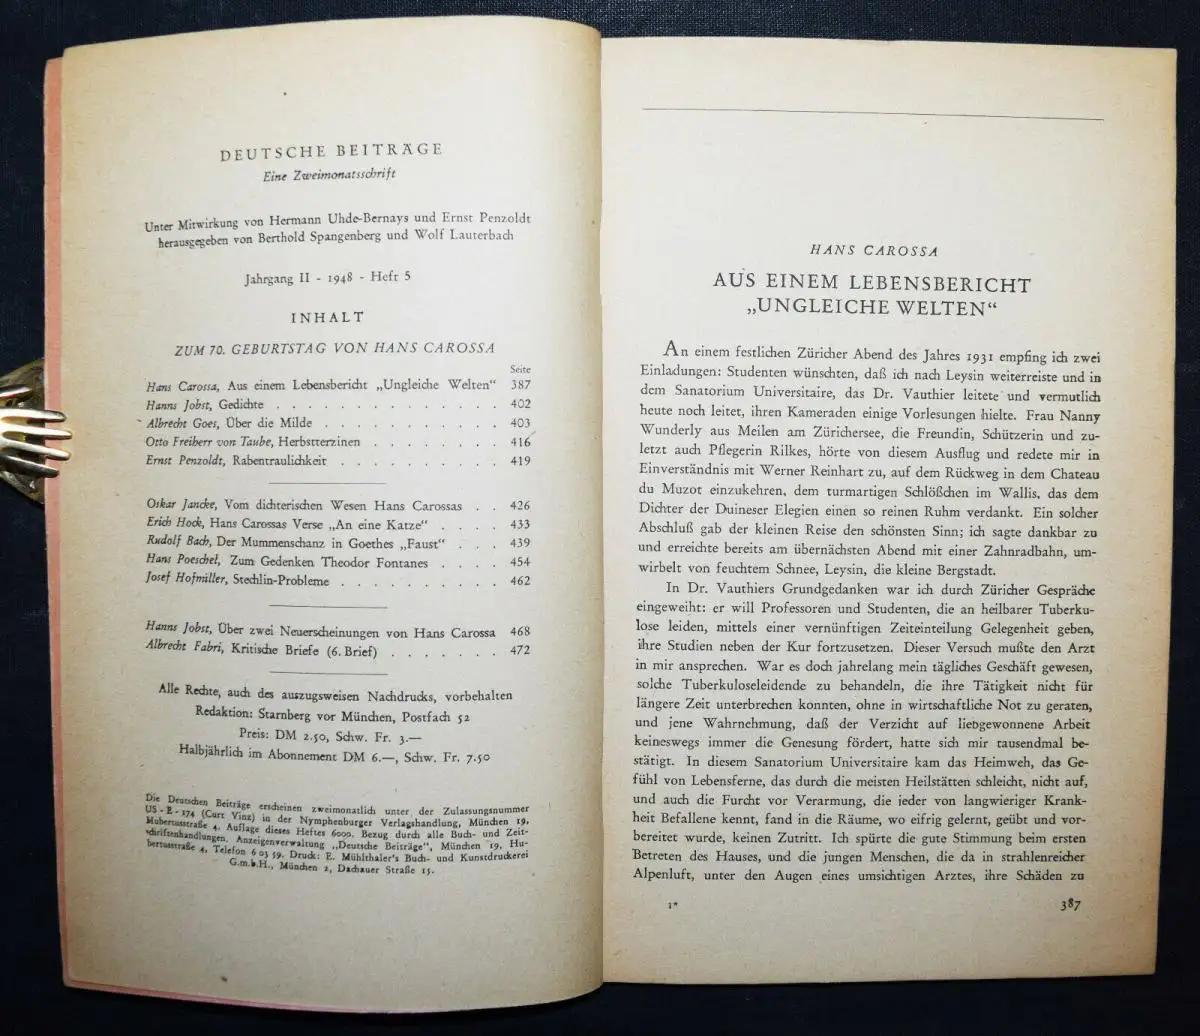 DEUTSCHE BEITRÄGE
Eine Zweimonatsschrift
Unter Mitwirkung von Hermann Uhde-Bernays und Ernst Penzoldt
herausgegeben von Berthold Spangenberg und Wolf Lauterbach
Jahrgang II - 1948 - Heft 5
INHALT
ZUM 70. GEBURTSTAG VON HANS CAROSSA
Seite
Hans Carossa, Aus einem Lebensbericht „Ungleiche Welten“ 387
Hanns Jobst, Gedichte . . . . . . . . . . . . . . 402
Albrecht Goes, Über die Milde . . . . . . . . . . . 403
Otto Freiherr von Taube, Herbstterzinen . . . . . . . 416
Ernst Penzoldt, Rabentraulichkeit . . . . . . . . . . 419
Oskar Jancke, Vom dichterischen Wesen Hans Carossas . . 426
Erich Hock, Hans Carossas Verse „An eine Katze“ . . . . 433
Rudolf Bach, Der Mummenschanz in Goethes „Faust“ . . . 439
Hans Poeschel, Zum Gedenken Theodor Fontanes . . . . 454
Josef Hofmiller, Stechlin-Probleme . . . . . . . . . . 462
Hanns Jobst, Über zwei Neuerscheinungen von Hans Carossa 468
Albrecht Fabri, Kritische Briefe (6. Brief) . . . . . . . 472
Alle Rechte, auch des auszugsweisen Nachdrucks, vorbehalten
Redaktion: Starnberg vor München, Postfach 52
Preis: DM 2.50, Schw. Fr. 3.—
Halbjährlich im Abonnement DM 6.—, Schw. Fr. 7.50
Die Deutschen Beiträge erscheinen zweimonatlich unter der Zulassungsnummer
US - E - 174 (Curt Vinz) in der Nymphenburger Verlagshandlung, München 19,
Hubertusstraße 4. Auflage dieses Heftes 6000. Bezug durch alle Buch- und Zeit-
schriftenhandlungen. Anzeigenverwaltung „Deutsche Beiträge“, München 19, Hu-
bertusstraße 4, Telefon 6 03 59. Druck: E. Mühlthaler's Buch- und Kunstdruckerei
G.m.b.H., München 2, Dachauer Straße 15.
HANS CAROSSA
AUS EINEM LEBENSBERICHT
„UNGLEICHE WELTEN“
An einem festlichen Züricher Abend des Jahres 1931 empfing ich zwei
Einladungen: Studenten wünschten, daß ich nach Leysin weiterreiste und in
dem Sanatorium Universitaire, das Dr. Vauthier leitete und vermutlich
heute noch leitet, ihren Kameraden einige Vorlesungen hielte. Frau Nanny
Wunderly aus Meilen am Zürichersee, die Freundin, Schützerin und zu-
letzt auch Pflegerin Rilkes, hörte von diesem Ausflug und redete mir in
Einverständnis mit Werner Reinhart zu, auf dem Rückweg in dem Chateau
du Muzot einzukehren, dem turmartigen Schlößchen im Wallis, das dem
Dichter der Duineser Elegien einen so reinen Ruhm verdankt. Ein solcher
Abschluß gab der kleinen Reise den schönsten Sinn; ich sagte dankbar zu
und erreichte bereits am übernächsten Abend mit einer Zahnradbahn, um-
wirbelt von feuchtem Schnee, Leysin, die kleine Bergstadt.
In Dr. Vauthiers Grundgedanken war ich durch Züricher Gespräche
eingeweiht: er will Professoren und Studenten, die an heilbarer Tuberku-
lose leiden, mittels einer vernünftigen Zeiteinteilung Gelegenheit geben,
ihre Studien neben der Kur fortzusetzen. Dieser Versuch mußte den Arzt
in mir ansprechen. War es doch jahrelang mein tägliches Geschäft gewesen,
solche Tuberkuloseleidende zu behandeln, die ihre Tätigkeit nicht für
längere Zeit unterbrechen konnten, ohne in wirtschaftliche Not zu geraten,
und jene Wahrnehmung, daß der Verzicht auf liebgewonnene Arbeit
keineswegs immer die Genesung fördert, hatte sich mir tausendmal be-
stätigt. In diesem Sanatorium Universitaire kam das Heimweh, das Ge-
fühl von Lebensferne, das durch die meisten Heilstätten schleicht, nicht auf,
und auch die Furcht vor Verarmung, die jeder von langwieriger Krank-
heit Befallene kennt, fand in die Räume, wo eifrig gelernt, geübt und vor-
bereitet wurde, keinen Zutritt. Ich spürte die gute Stimmung beim ersten
Betreten des Hauses, und die jungen Menschen, die da in strahlenreicher
Alpenluft, unter den Augen eines umsichtigen Arztes, ihre Schäden zu
1*
387